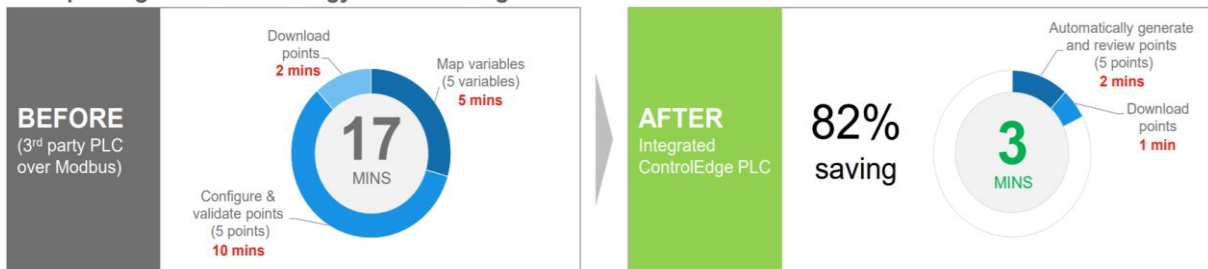 BEFORE
(3rd party PLC
over Modbus)
Download
points
2 mins
Map variables
(5 variables)
5 mins
17
MINS
Configure &
validate points
(5 points)
10 mins
AFTER
Integrated
ControlEdge PLC
82%
saving
Automatically generate
and review points
(5 points)
2 mins
Download
points
1 min
3
MINS